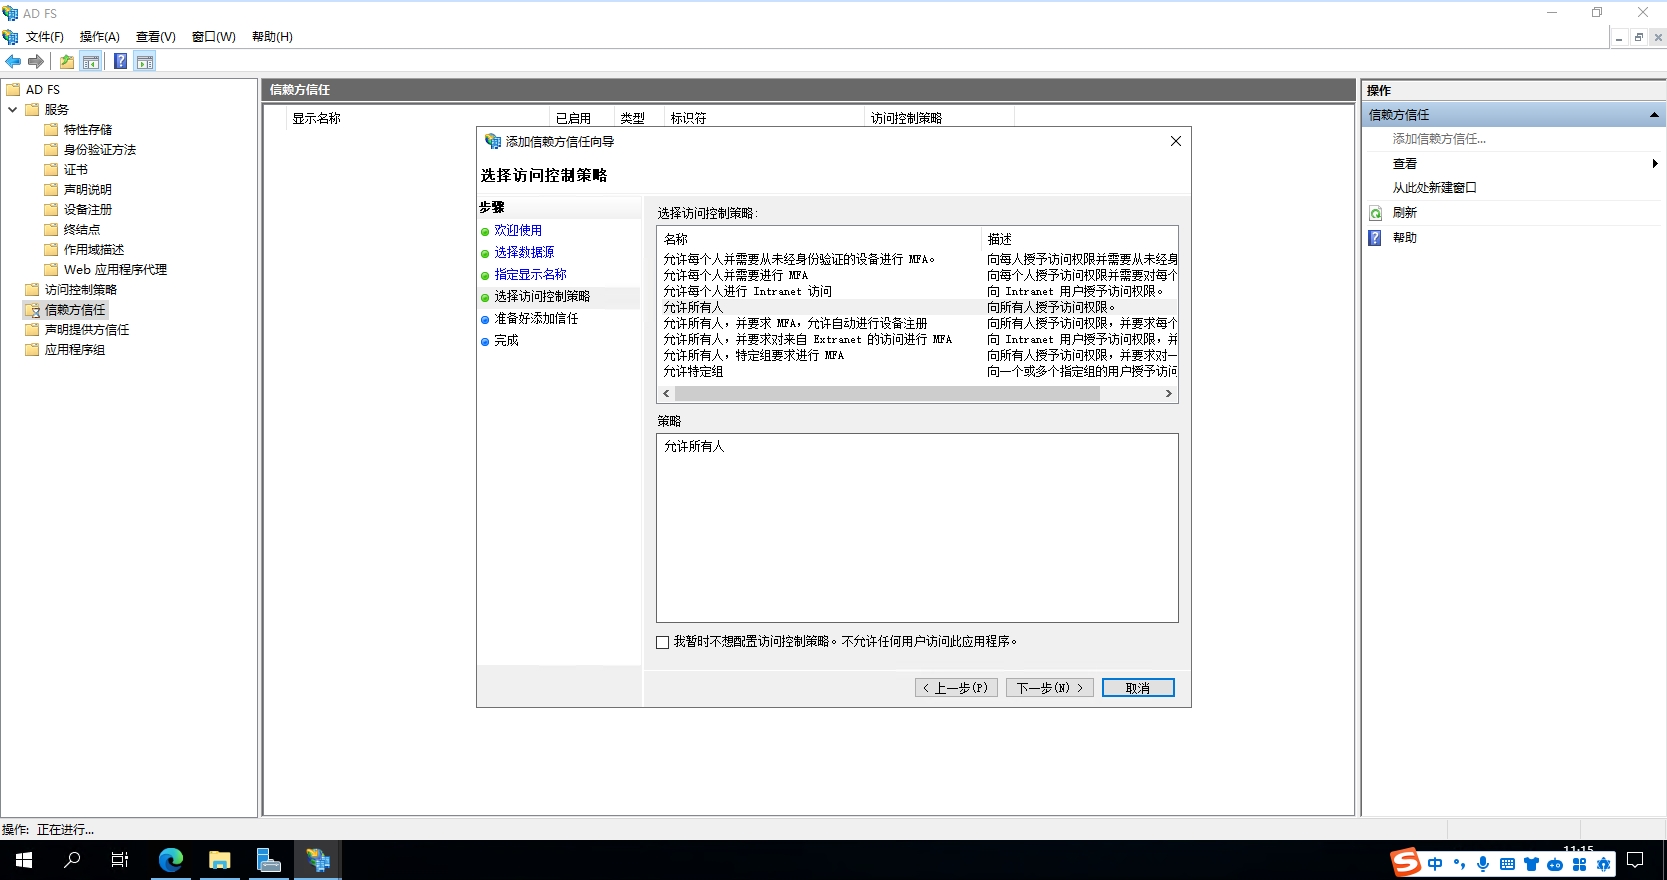 AD FS
文件(F) 操作(A) 查看(V) 窗口(W) 帮助(H)
AD FS
服务
特性存储
身份验证方法
证书
声明说明
设备注册
终结点
作用域描述
Web 应用程序代理
访问控制策略
信赖方信任
声明提供方信任
应用程序组
信赖方信任
显示名称 已启用 类型 标识符 访问控制策略
添加信赖方信任向导
选择访问控制策略
步骤
欢迎使用
选择数据源
指定显示名称
选择访问控制策略
准备好添加信任
完成
选择访问控制策略:
名称 描述
允许每个人并需要从未经身份验证的设备进行 MFA。 向每人授予访问权限并需要从未经身
允许每个人并需要进行 MFA 向每个人授予访问权限并需要对每个
允许每个人进行 Intranet 访问 向 Intranet 用户授予访问权限。
允许所有人 向所有人授予访问权限。
允许所有人，并要求 MFA，允许自动进行设备注册 向所有人授予访问权限，并要求每个
允许所有人，并要求对来自 Extranet 的访问进行 MFA 向 Intranet 用户授予访问权限，并
允许所有人，特定组要求进行 MFA 向所有人授予访问权限，并要求对一
允许特定组 向一个或多个指定组的用户授予访问
策略
允许所有人
我暂时不想配置访问控制策略。不允许任何用户访问此应用程序。
< 上一步(P) 下一步(N) > 取消
操作
信赖方信任
添加信赖方信任...
查看
从此处新建窗口
刷新
帮助
操作: 正在进行...
11:15
中